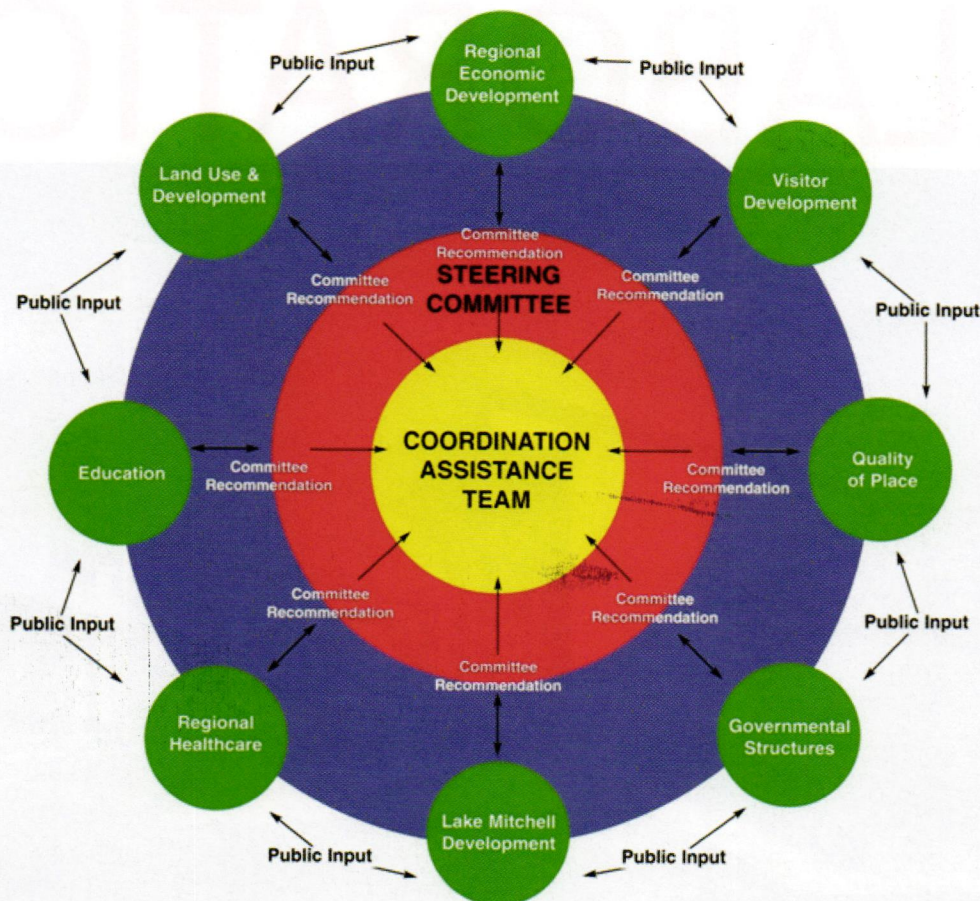 Regional
Economic
Development
Public Input
Public Input
Land Use &
Development
Visitor
Development
Committee
Recommendation
STEERING
COMMITTEE
Committee
Recommendation
Committee
Recommendation
Public Input
Public Input
COORDINATION
ASSISTANCE
TEAM
Education
Committee
Recommendation
Committee
Recommendation
Quality
of Place
Committee
Recommendation
Committee
Recommendation
Public Input
Public Input
Committee
Recommendation
Regional
Healthcare
Governmental
Structures
Lake Mitchell
Development
Public Input
Public Input